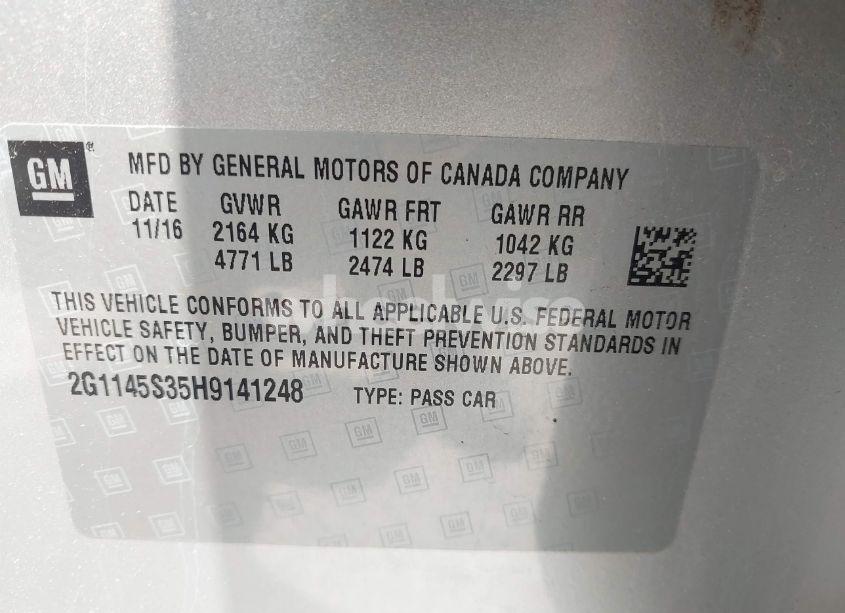 GM
MFD BY GENERAL MOTORS OF CANADA COMPANY
DATE GVWR GAWR FRT GAWR RR
11/16 2164 KG 1122 KG 1042 KG
4771 LB 2474 LB 2297 LB
THIS VEHICLE CONFORMS TO ALL APPLICABLE U.S. FEDERAL MOTOR
VEHICLE SAFETY, BUMPER, AND THEFT PREVENTION STANDARDS IN
EFFECT ON THE DATE OF MANUFACTURE SHOWN ABOVE.
2G1145S35H9141248 TYPE: PASS CAR